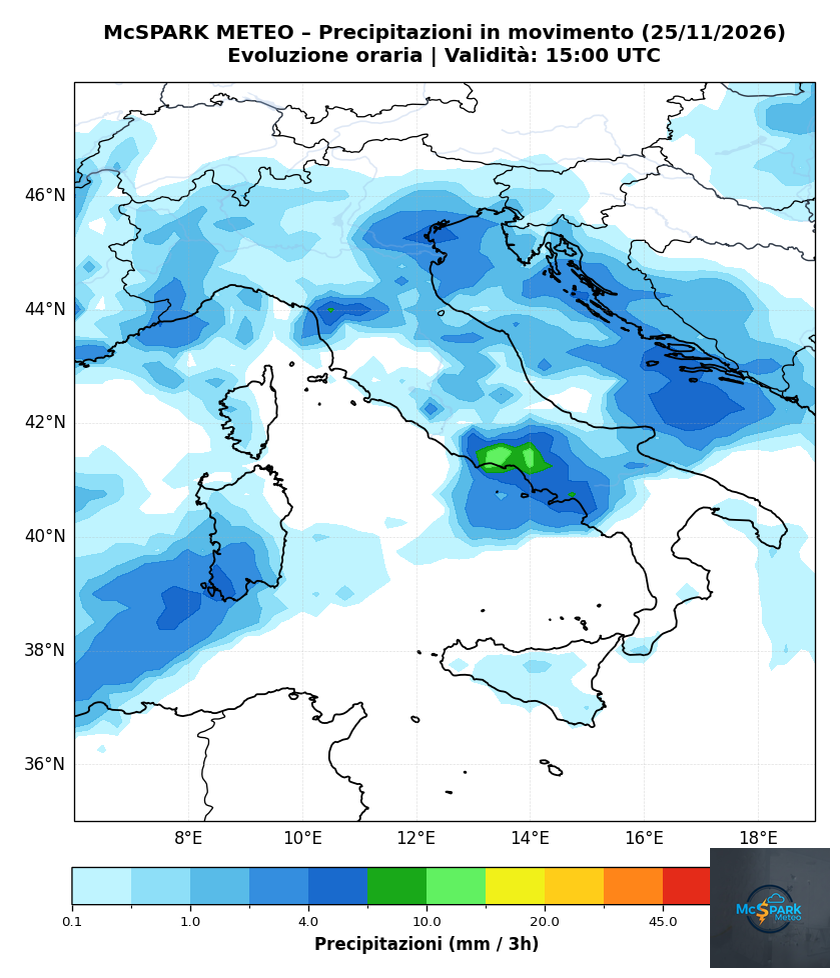 McSPARK METEO – Precipitazioni in movimento (25/11/2026)
Evoluzione oraria | Validità: 15:00 UTC
46°N
44°N
42°N
40°N
38°N
36°N
8°E 10°E 12°E 14°E 16°E 18°E
0.1 1.0 4.0 10.0 20.0 45.0
Precipitazioni (mm / 3h)
McSPARK
Meteo